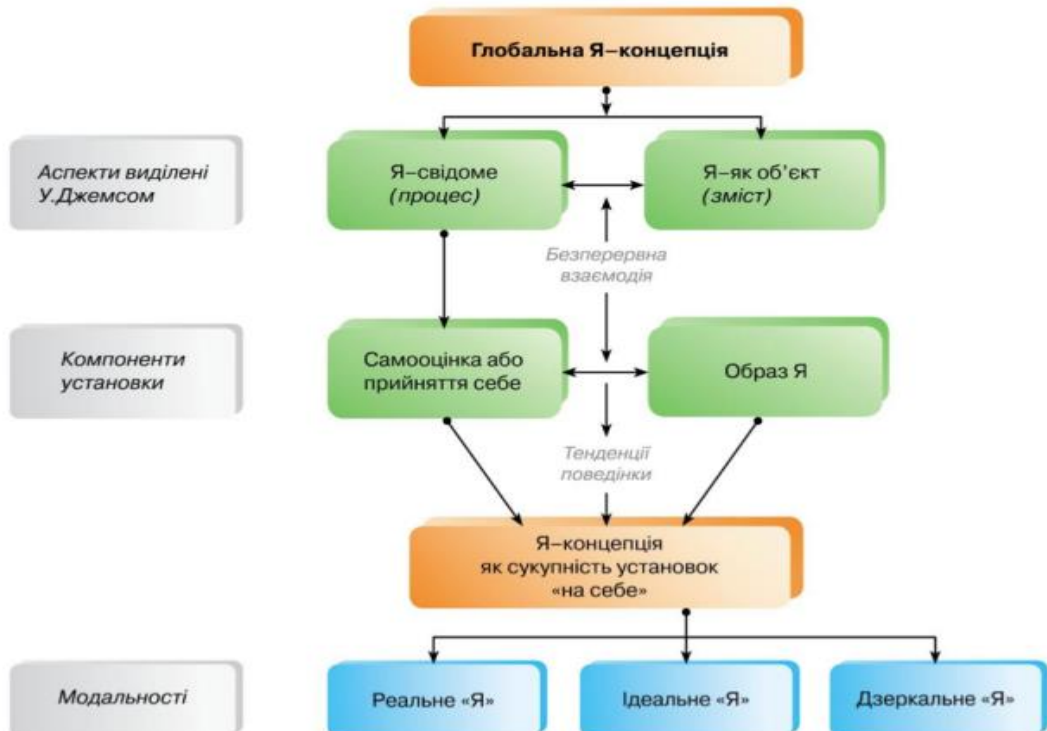 Глобальна Я–концепція
Аспекти виділені
У.Джемсом
Я–свідоме
(процес)
Я–як об’єкт
(зміст)
Безперервна
взаємодія
Компоненти
установки
Самооцінка або
прийняття себе
Образ Я
Тенденції
поведінки
Я–концепція
як сукупність установок
«на себе»
Модальності
Реальне «Я»
Ідеальне «Я»
Дзеркальне «Я»